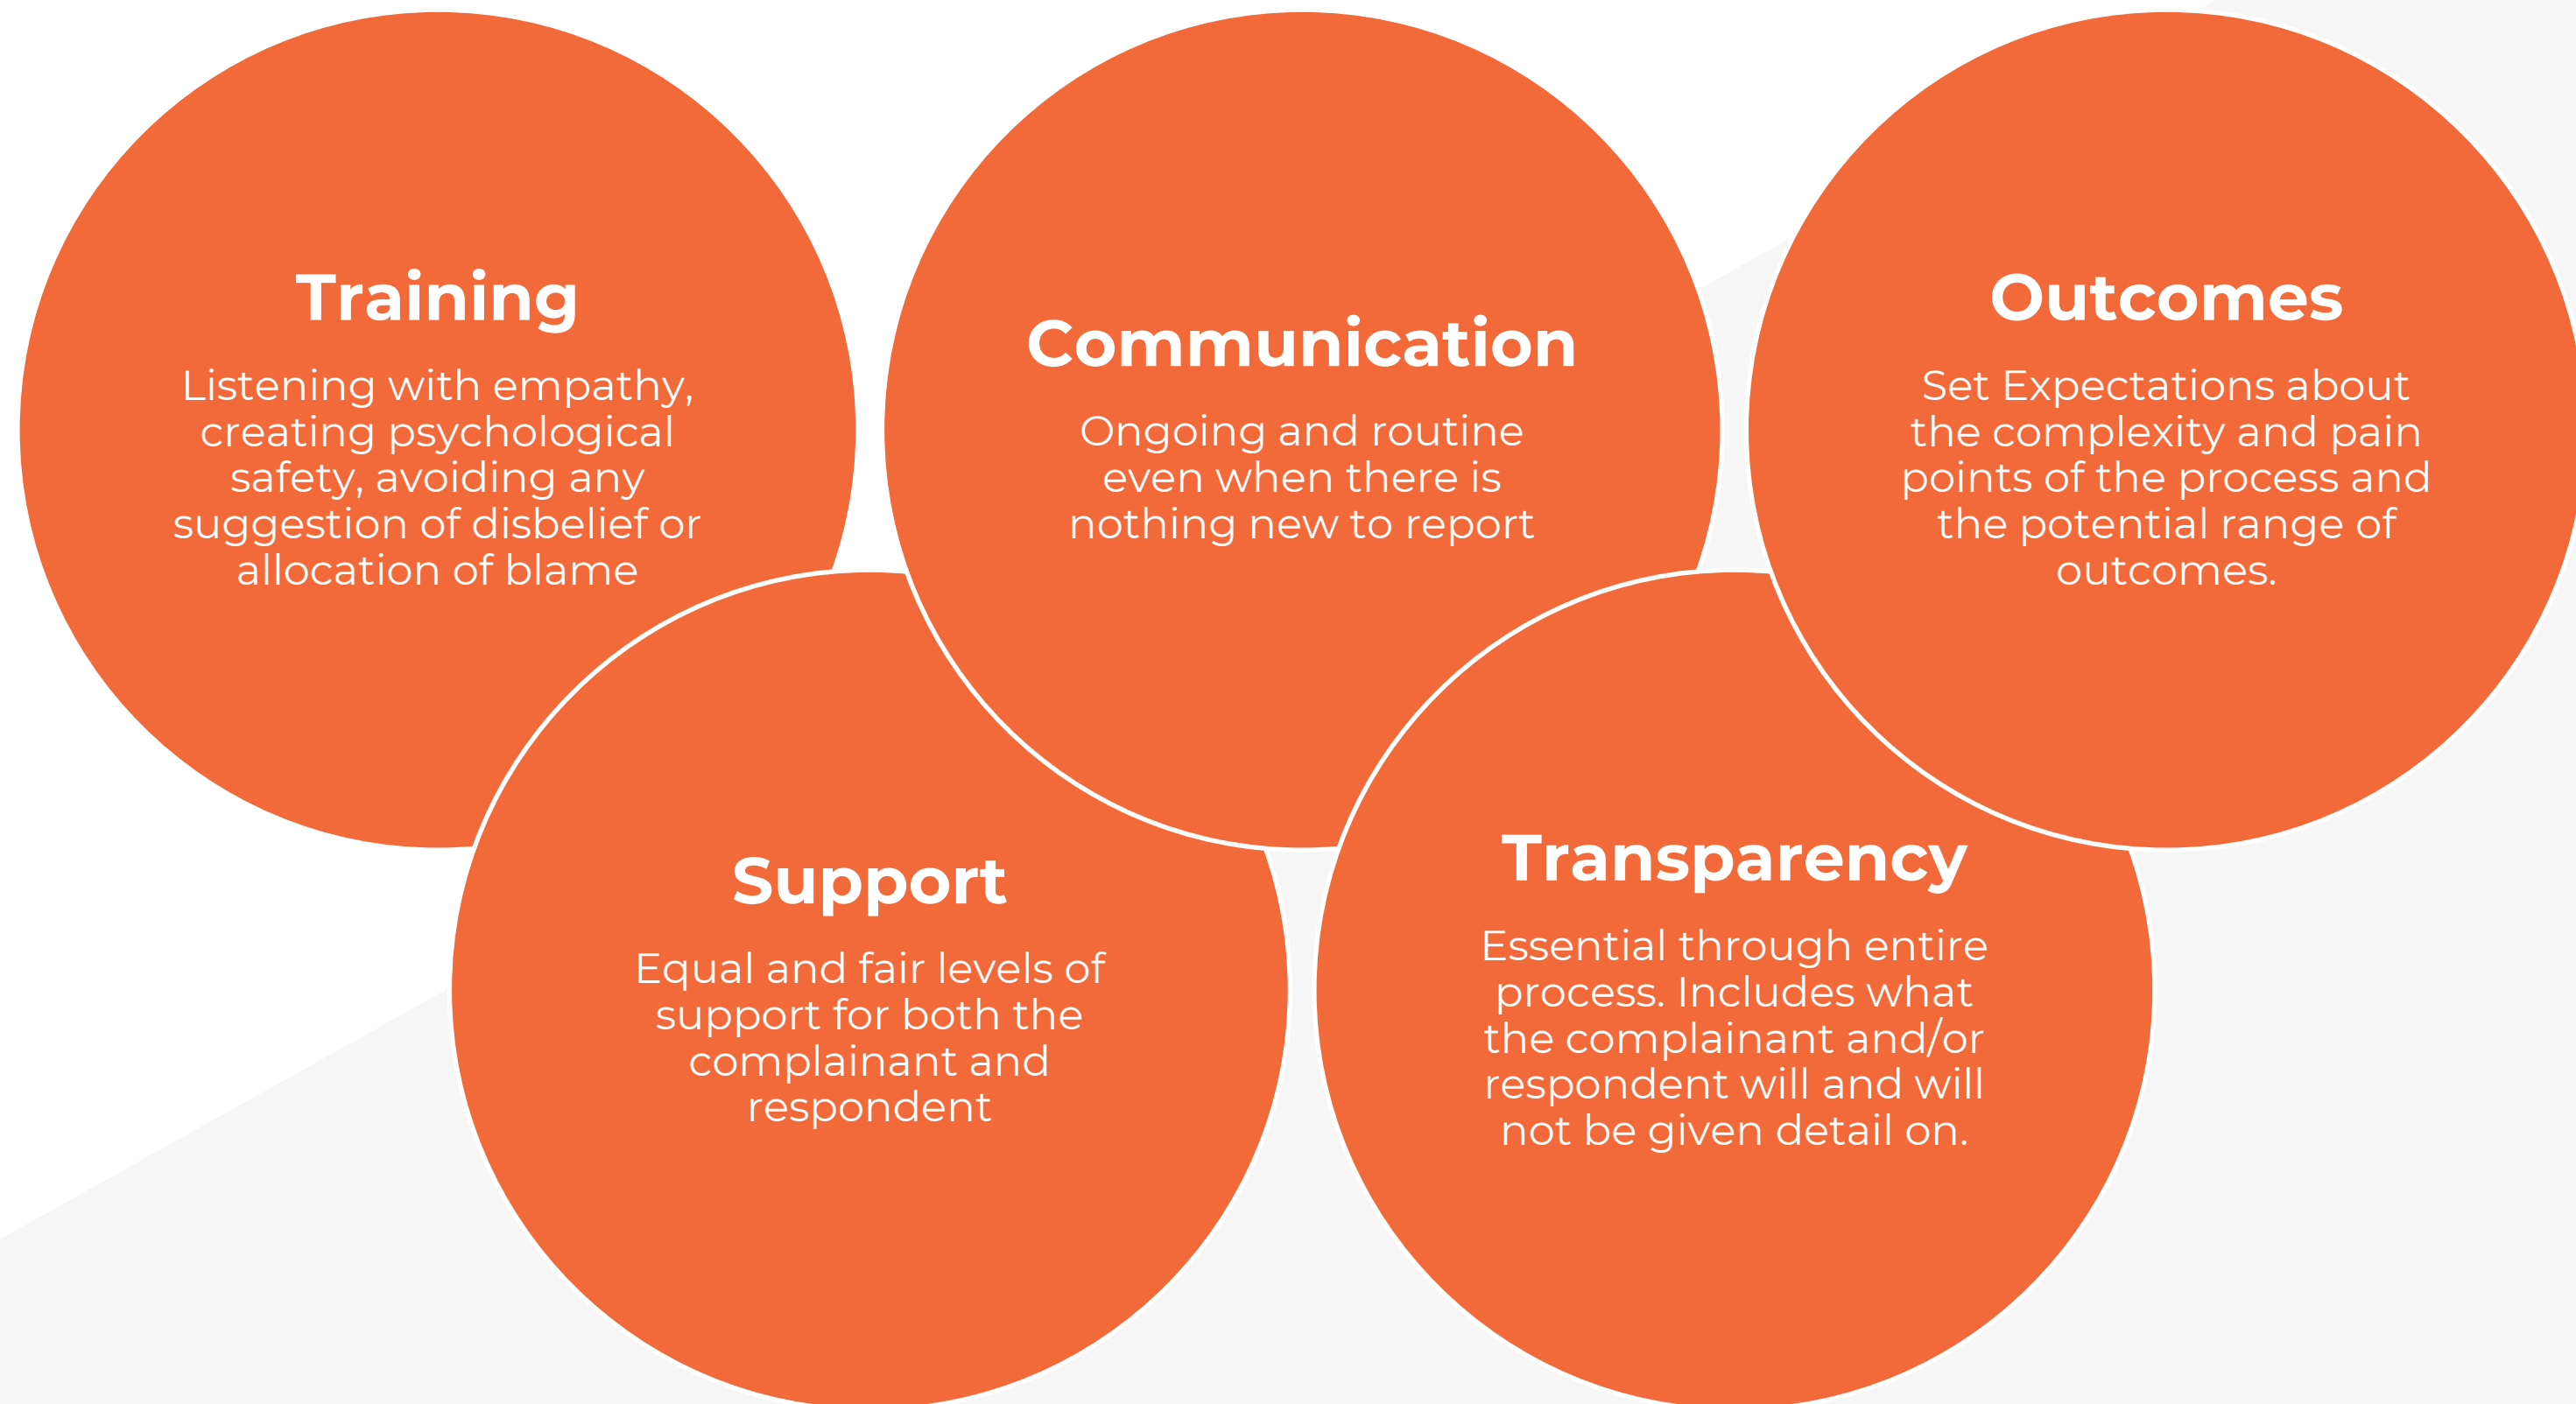 Training
Listening with empathy,
creating psychological
safety, avoiding any
suggestion of disbelief or
allocation of blame
Support
Equal and fair levels of
support for both the
complainant and
respondent
Communication
Ongoing and routine
even when there is
nothing new to report
Transparency
Essential through entire
process. Includes what
the complainant and/or
respondent will and will
not be given detail on.
Outcomes
Set Expectations about
the complexity and pain
points of the process and
the potential range of
outcomes.